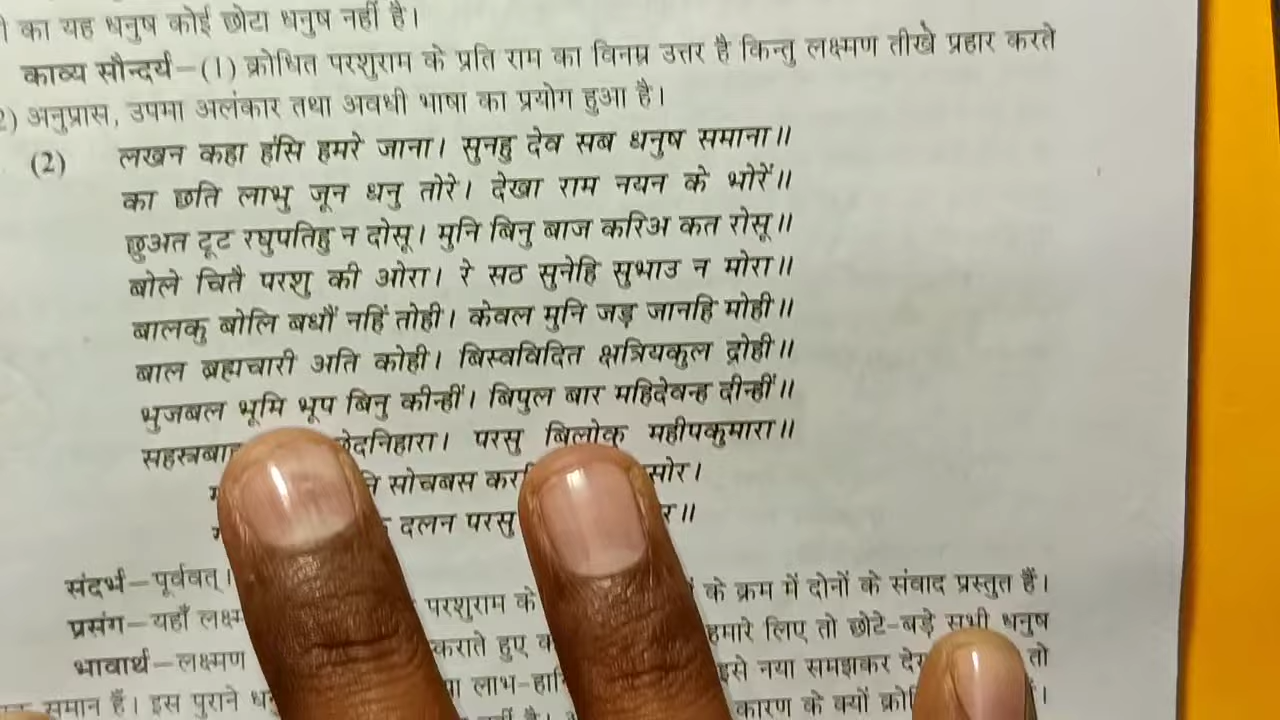 का यह धनुष कोई छोटा धनुष नहीं है।
काव्य सौन्दर्य–(1) क्रोधित परशुराम के प्रति राम का विनम्र उत्तर है किन्तु लक्ष्मण तीखे प्रहार करते
2) अनुप्रास, उपमा अलंकार तथा अवधी भाषा का प्रयोग हुआ है।
(2) लखन कहा हंसि हमरे जाना। सुनहु देव सब धनुष समाना॥
का छति लाभु जून धनु तोरे। देखा राम नयन के भोरें॥
छुअत टूट रघुपतिहु न दोसू। मुनि बिनु बाज करिअ कत रोसू॥
बोले चितै परशु की ओरा। रे सठ सुनेहि सुभाउ न मोरा॥
बालकु बोलि बधौं नहिं तोही। केवल मुनि जड़ जानहि मोही॥
बाल ब्रह्मचारी अति कोही। बिस्वविदित क्षत्रियकुल द्रोही॥
भुजबल भूमि भूप बिनु कीन्हीं। बिपुल बार महिदेवन्ह दीन्हीं॥
सहस्त्रबा छेदनिहारा। परसु बिलोकु महीपकुमारा॥
सोचबस कर सोर।
दलन परसु र॥
संदर्भ–पूर्ववत्।
प्रसंग–यहाँ लक्ष्म परशुराम के के क्रम में दोनों के संवाद प्रस्तुत हैं।
भावार्थ–लक्ष्मण कराते हुए हमारे लिए तो छोटे-बड़े सभी धनुष
समान हैं। इस पुराने लाभ-हानि इसे नया समझकर तो
कारण के क्यों